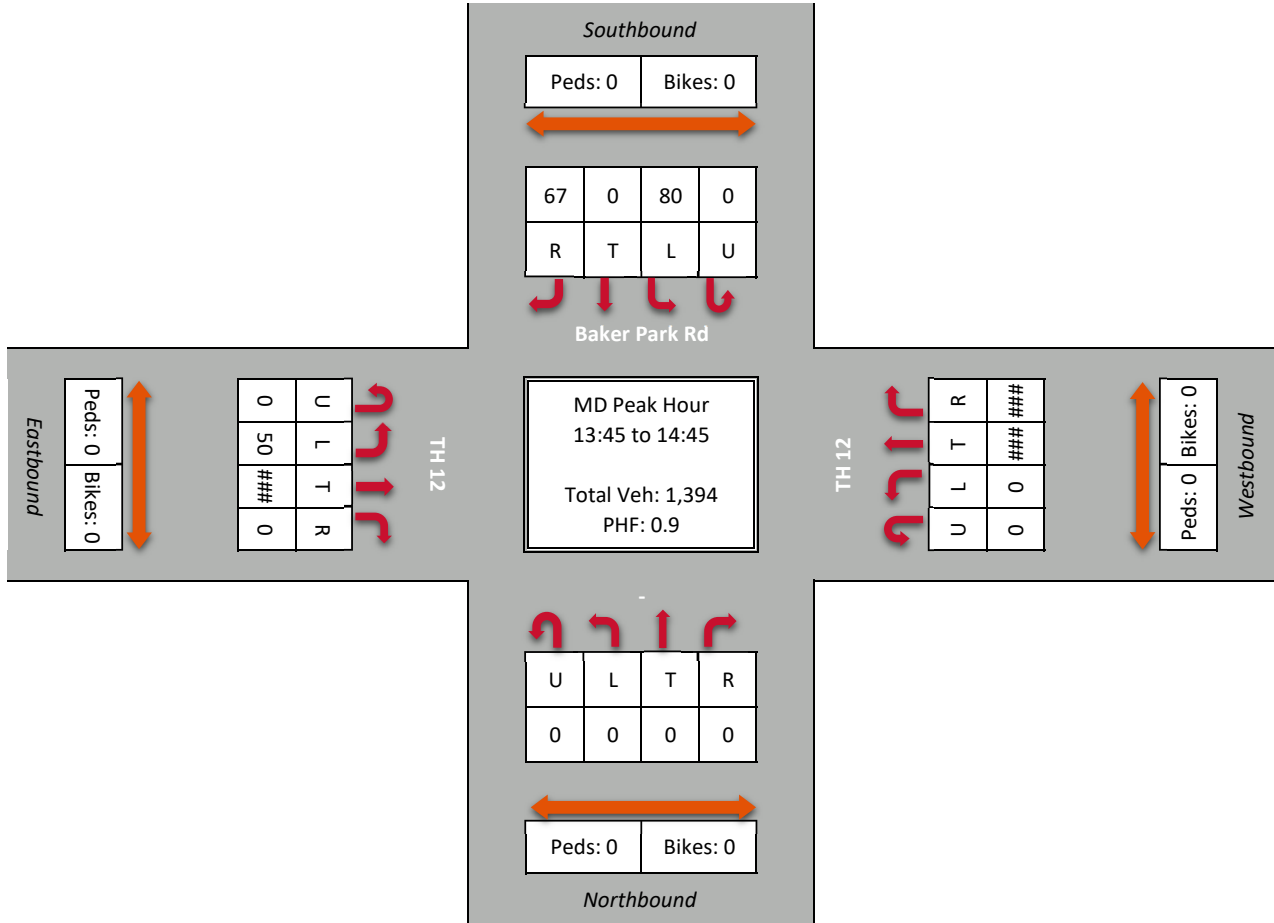 Southbound
Peds: 0 Bikes: 0
67 0 80 0
R T L U
Baker Park Rd
Eastbound
Peds: 0 Bikes: 0
0 50 ### 0
U L T R
TH 12
MD Peak Hour
13:45 to 14:45
Total Veh: 1,394
PHF: 0.9
TH 12
U L T R
0 0 ### ###
Peds: 0 Bikes: 0
Westbound
-
U L T R
0 0 0 0
Peds: 0 Bikes: 0
Northbound